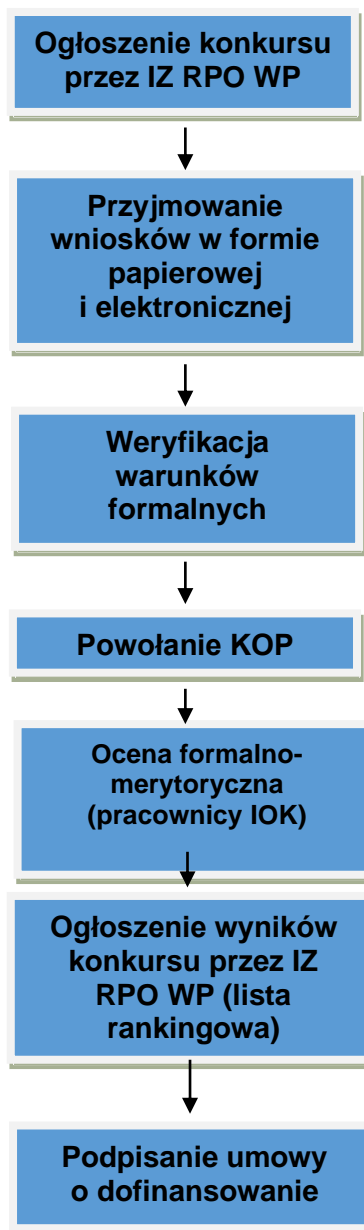 Ogłoszenie konkursu
przez IZ RPO WP
Przyjmowanie
wniosków w formie
papierowej
i elektronicznej
Weryfikacja
warunków
formalnych
Powołanie KOP
Ocena formalno-
merytoryczna
(pracownicy IOK)
Ogłoszenie wyników
konkursu przez IZ
RPO WP (lista
rankingowa)
Podpisanie umowy
o dofinansowanie